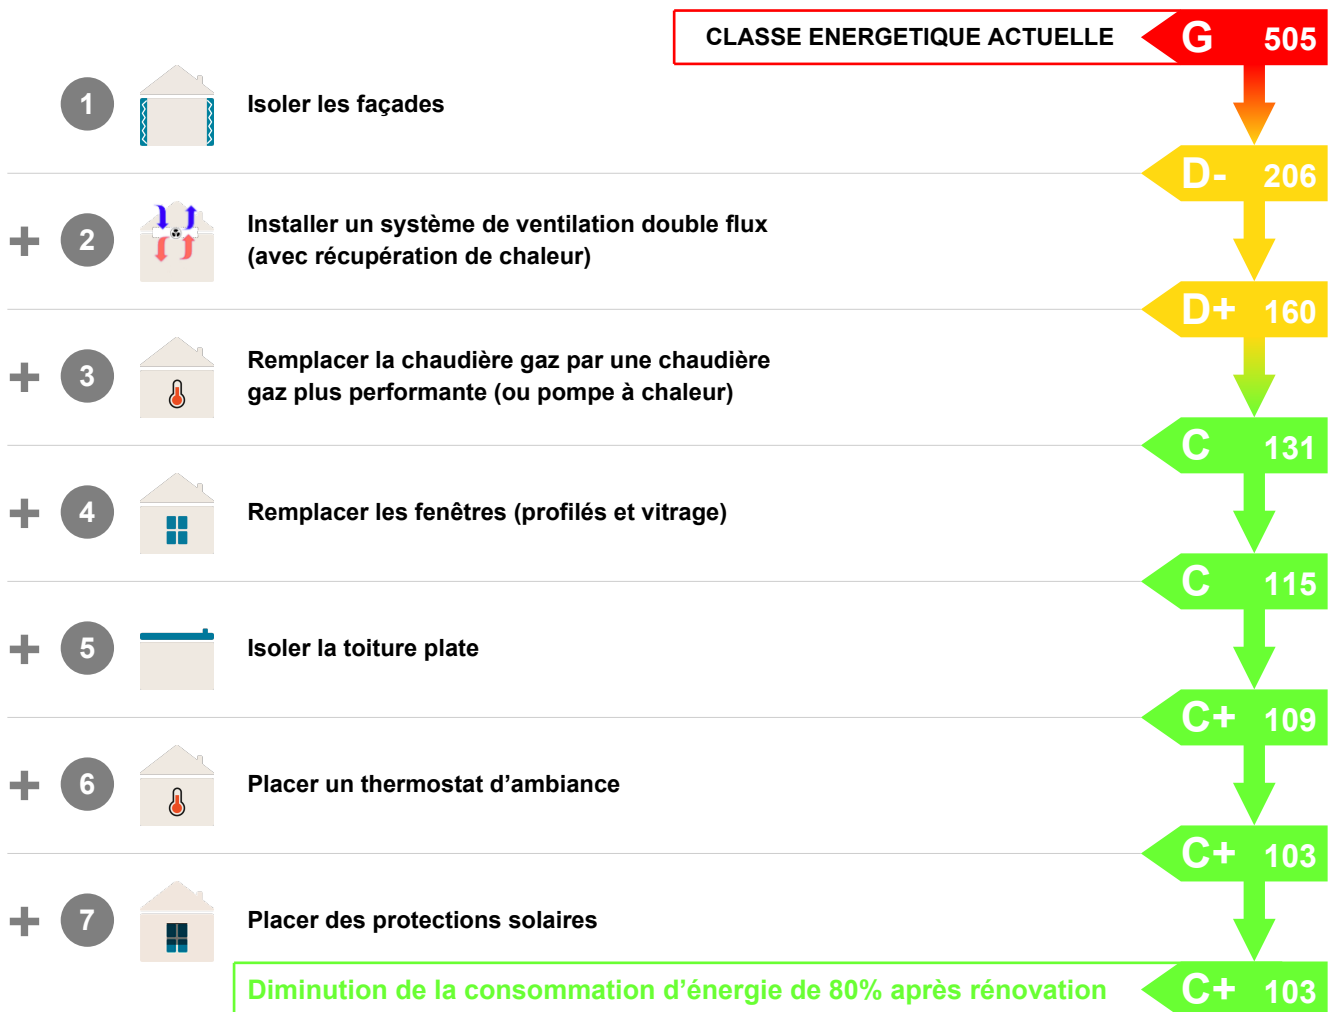 CLASSE ENERGETIQUE ACTUELLE G 505
1 Isoler les façades
D- 206
+ 2 Installer un système de ventilation double flux
(avec récupération de chaleur)
D+ 160
+ 3 Remplacer la chaudière gaz par une chaudière
gaz plus performante (ou pompe à chaleur)
C 131
+ 4 Remplacer les fenêtres (profilés et vitrage)
C 115
+ 5 Isoler la toiture plate
C+ 109
+ 6 Placer un thermostat d’ambiance
C+ 103
+ 7 Placer des protections solaires
Diminution de la consommation d’énergie de 80% après rénovation C+ 103